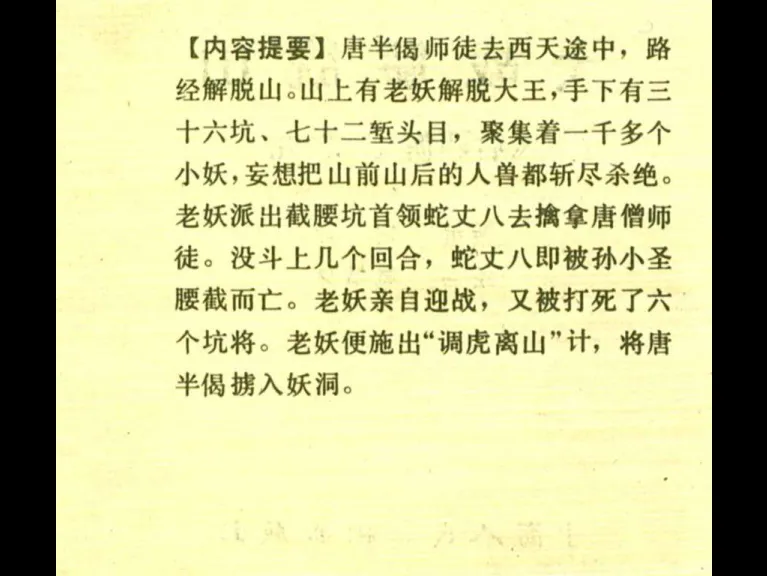 【内容提要】唐半偈师徒去西天途中，路
经解脱山。山上有老妖解脱大王，手下有三
十六坑、七十二堑头目，聚集着一千多个
小妖，妄想把山前山后的人兽都斩尽杀绝。
老妖派出截腰坑首领蛇丈八去擒拿唐僧师
徒。没斗上几个回合，蛇丈八即被孙小圣
腰截而亡。老妖亲自迎战，又被打死了六
个坑将。老妖便施出“调虎离山”计，将唐
半偈掳入妖洞。